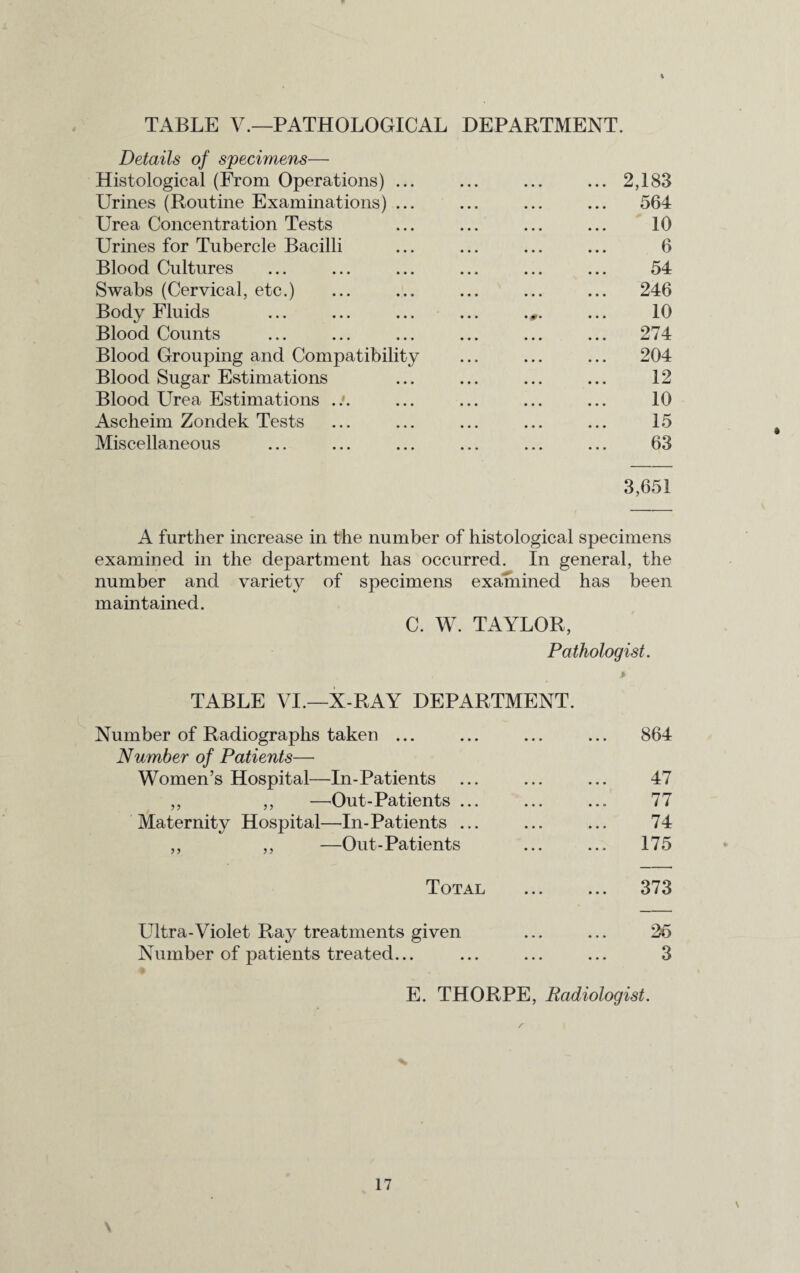 TABLE V.—PATHOLOGICAL DEPARTMENT.
Details of specimens—
Histological (From Operations) ... ... ... ... 2,183
Urines (Routine Examinations) ... ... ... ... 564
Urea Concentration Tests ... ... ... ... 10
Urines for Tubercle Bacilli ... ... ... ... 6
Blood Cultures ... ... ... ... ... ... 54
Swabs (Cervical, etc.) ... ... ... ... ... 246
Body Fluids ... ... ... ... ... ... 10
Blood Counts ... ... ... ... ... ... 274
Blood Grouping and Compatibility ... ... ... 204
Blood Sugar Estimations ... ... ... ... 12
Blood Urea Estimations ... ... ... ... ... 10
Ascheim Zondek Tests ... ... ... ... ... 15
Miscellaneous ... ... ... ... ... ... 63
3,651
A further increase in the number of histological specimens
examined in the department has occurred. In general, the
number and variety of specimens examined has been
maintained.
C. W. TAYLOR,
Pathologist.
TABLE VI.—X-RAY DEPARTMENT.
Number of Radiographs taken ... ... ... ... 864
Number of Patients—
Women's Hospital—In-Patients ... ... ... 47
,, ,, —Out-Patients ... ... ... 77
Maternity Hospital—In-Patients ... ... ... 74
,, ,, —Out-Patients ... ... 175
TOTAL ... ... 373
Ultra-Violet Ray treatments given ... ... 25
Number of patients treated... ... ... ... 3
E. THORPE, Radiologist.
17